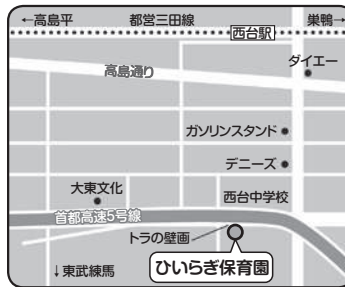 ←高島平 都営三田線 巣鴨→
西台駅
ダイエー
高島通り
ガソリンスタンド
デニーズ
大東文化
西台中学校
首都高速5号線
トラの壁画
ひいらぎ保育園
↓東武練馬